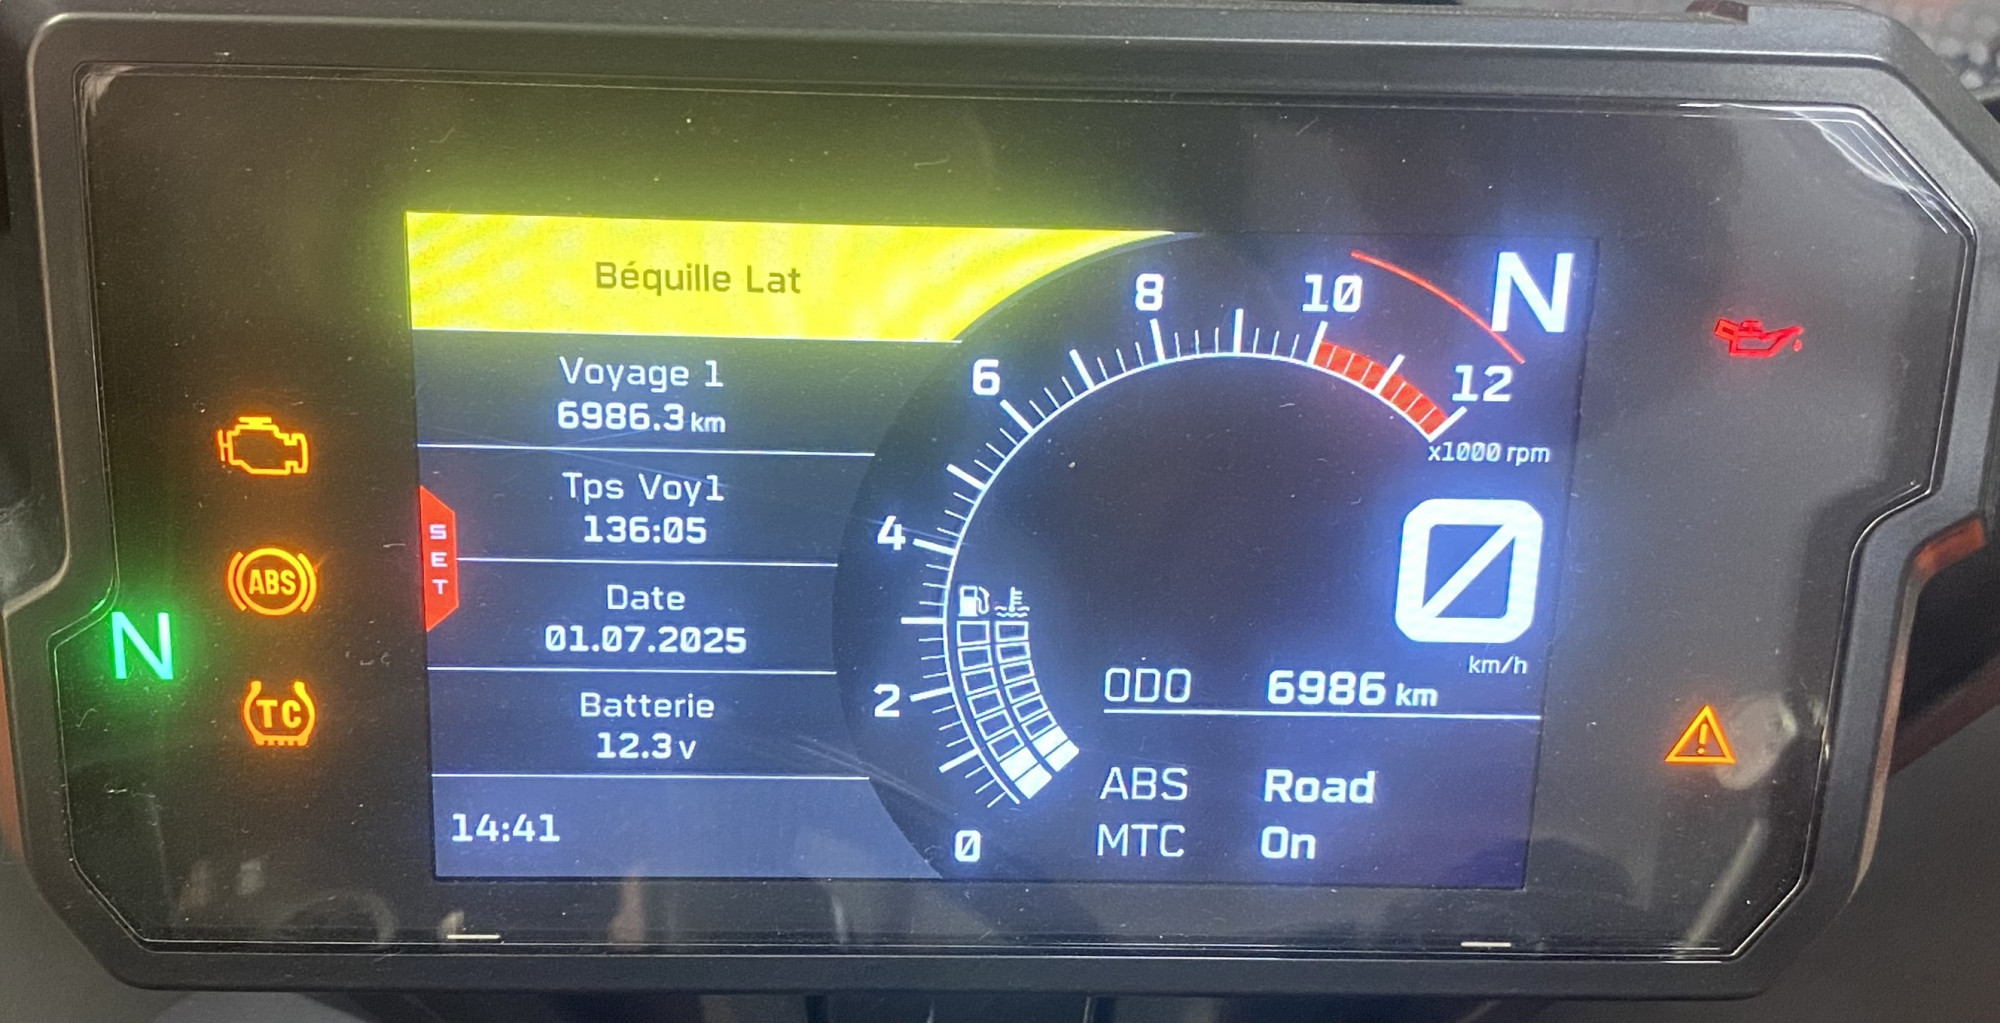 Béquille Lat
Voyage 1
6986.3 km
Tps Voy1
136:05
SET
Date
01.07.2025
Batterie
12.3 v
14:41
N
ABS
TC
N
0
2
4
6
8
10
12
x1000 rpm
0
km/h
ODO 6986 km
ABS Road
MTC On